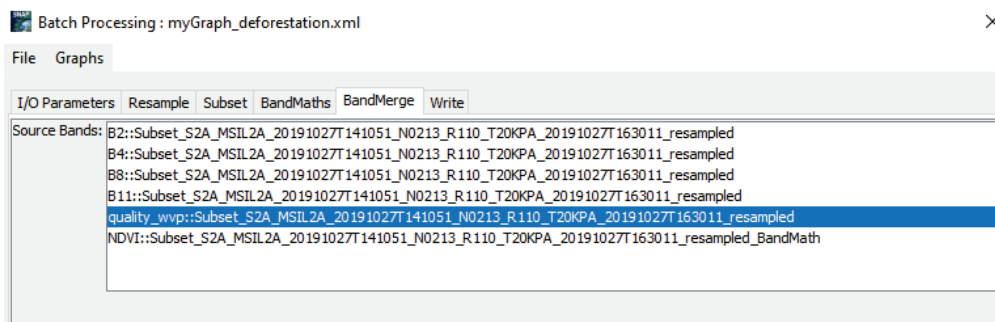 SNAP
Batch Processing : myGraph_deforestation.xml
File Graphs
I/O Parameters Resample Subset BandMaths BandMerge Write
Source Bands: B2::Subset_S2A_MSIL2A_20191027T141051_N0213_R110_T20KPA_20191027T163011_resampled
B4::Subset_S2A_MSIL2A_20191027T141051_N0213_R110_T20KPA_20191027T163011_resampled
B8::Subset_S2A_MSIL2A_20191027T141051_N0213_R110_T20KPA_20191027T163011_resampled
B11::Subset_S2A_MSIL2A_20191027T141051_N0213_R110_T20KPA_20191027T163011_resampled
quality_wvp::Subset_S2A_MSIL2A_20191027T141051_N0213_R110_T20KPA_20191027T163011_resampled
NDVI::Subset_S2A_MSIL2A_20191027T141051_N0213_R110_T20KPA_20191027T163011_resampled_BandMath